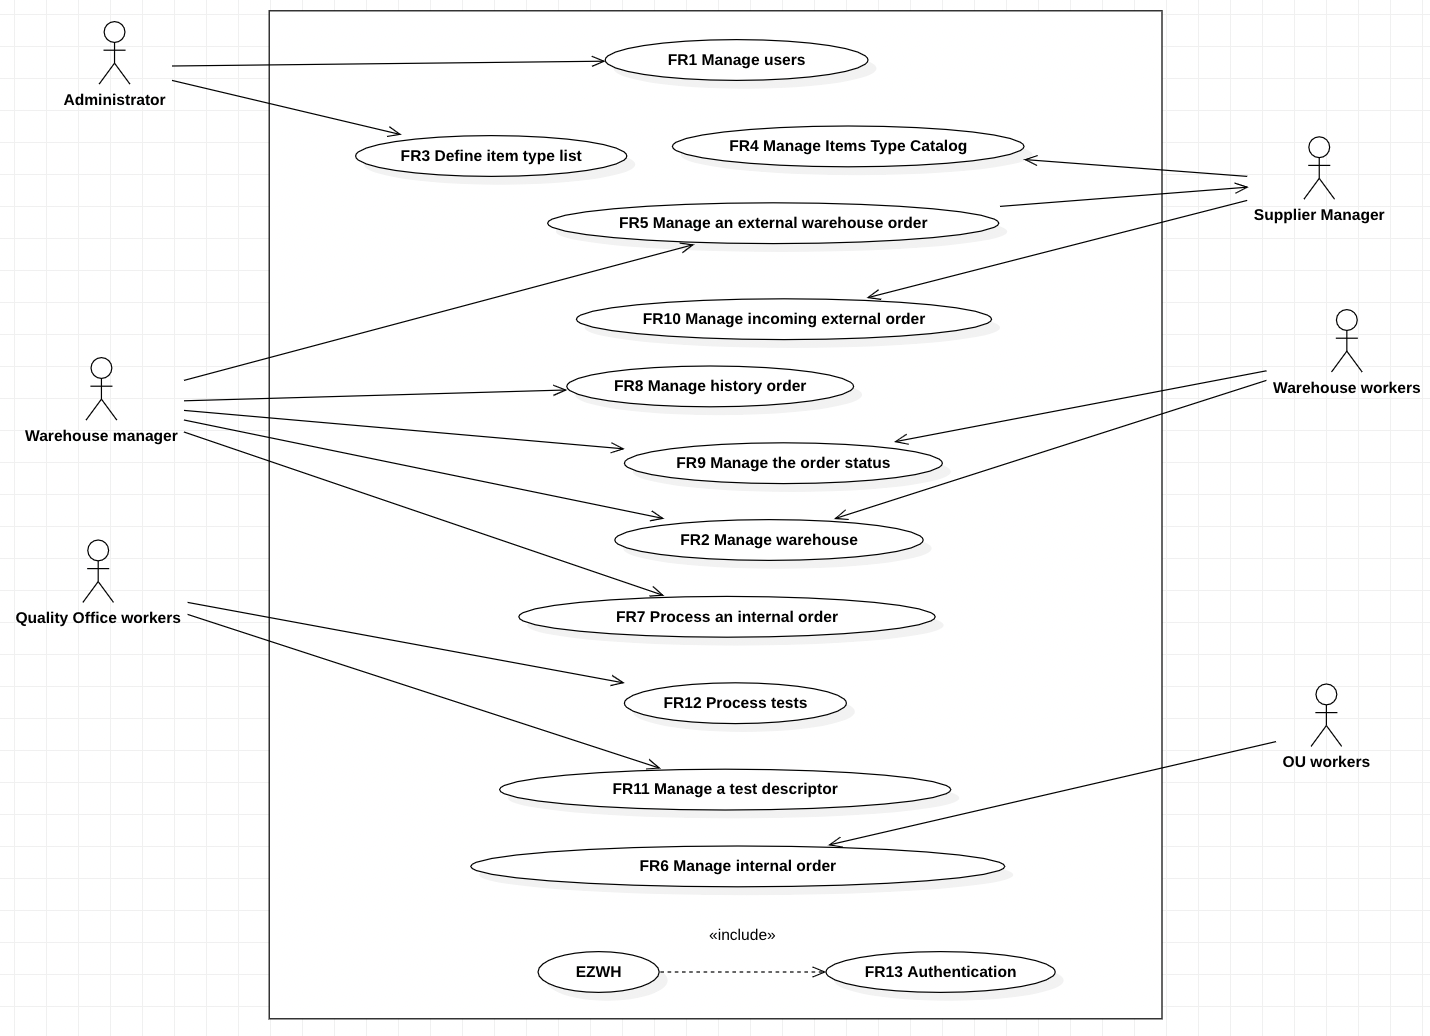 FR1 Manage users
Administrator
FR4 Manage Items Type Catalog
FR3 Define item type list
Supplier Manager
FR5 Manage an external warehouse order
FR10 Manage incoming external order
FR8 Manage history order
Warehouse workers
Warehouse manager
FR9 Manage the order status
FR2 Manage warehouse
FR7 Process an internal order
Quality Office workers
FR12 Process tests
OU workers
FR11 Manage a test descriptor
FR6 Manage internal order
«include»
EZWH
FR13 Authentication